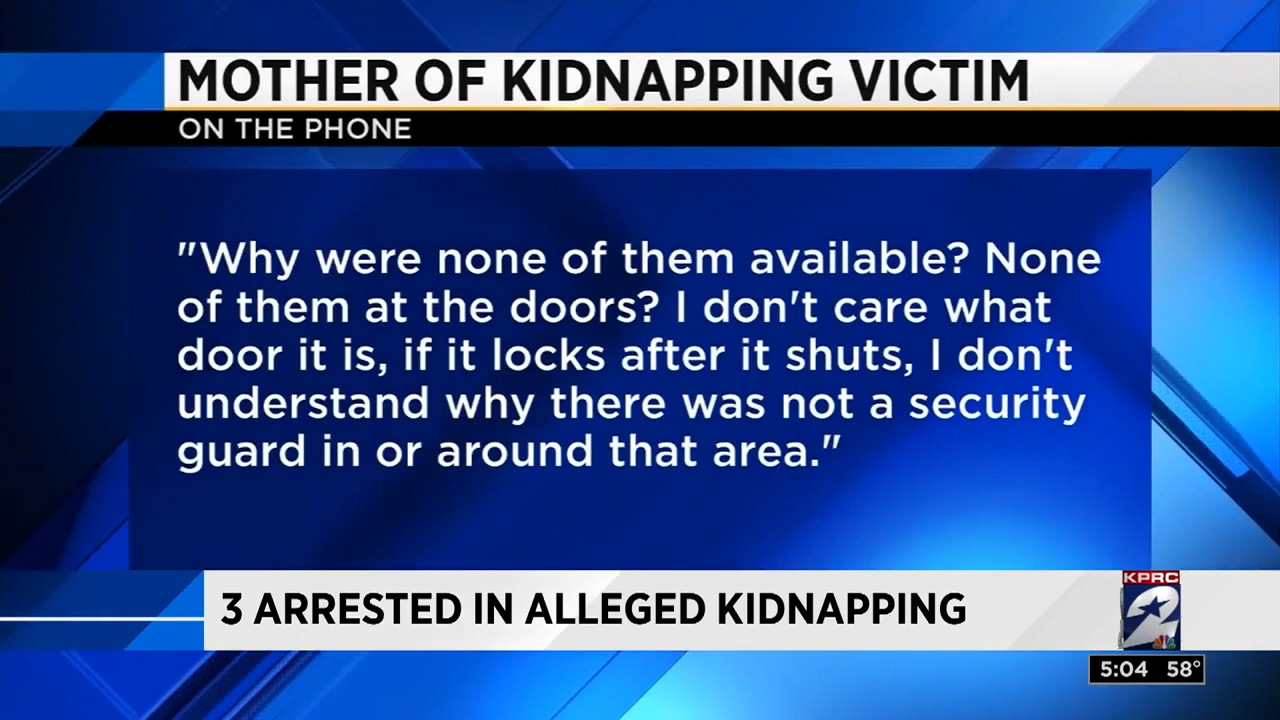 MOTHER OF KIDNAPPING VICTIM
ON THE PHONE
"Why were none of them available? None
of them at the doors? I don't care what
door it is, if it locks after it shuts, I don't
understand why there was not a security
guard in or around that area."
3 ARRESTED IN ALLEGED KIDNAPPING
KPRC
2
5:04 58°